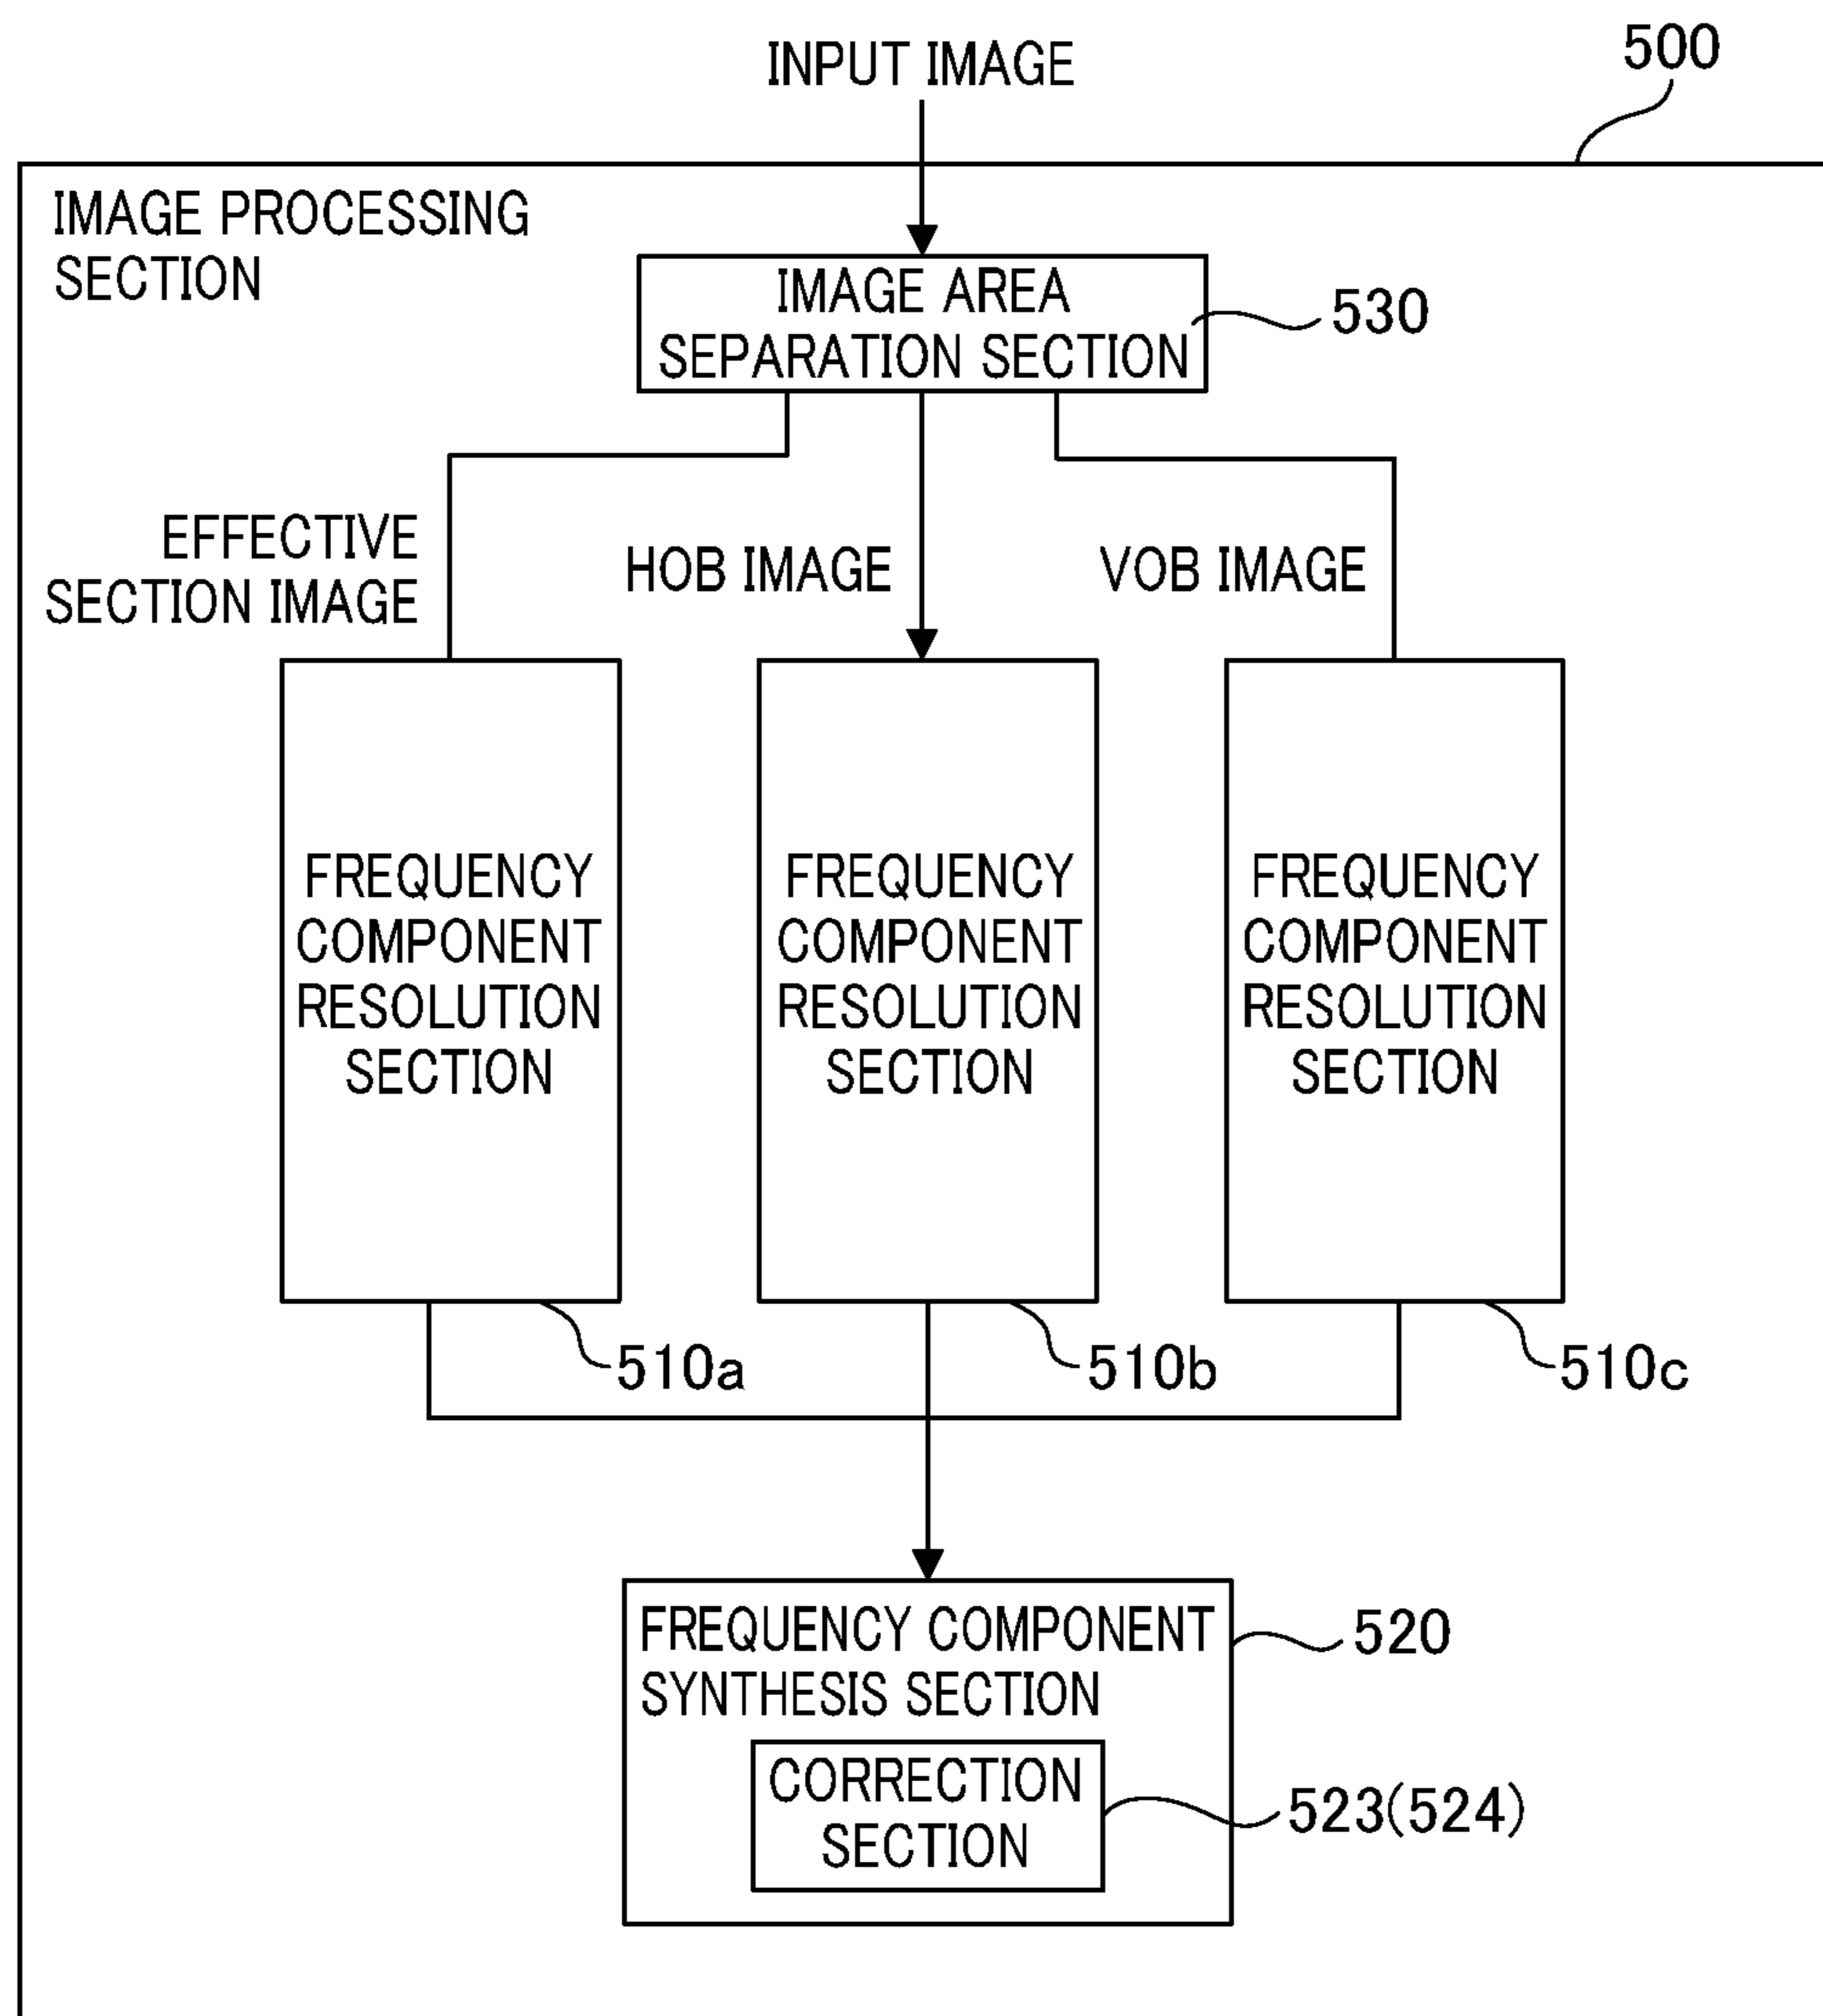 INPUT IMAGE
500
IMAGE PROCESSING
SECTION
IMAGE AREA
SEPARATION SECTION
530
EFFECTIVE
SECTION IMAGE
HOB IMAGE
VOB IMAGE
FREQUENCY
COMPONENT
RESOLUTION
SECTION
510a
FREQUENCY
COMPONENT
RESOLUTION
SECTION
510b
FREQUENCY
COMPONENT
RESOLUTION
SECTION
510c
FREQUENCY COMPONENT
SYNTHESIS SECTION
520
CORRECTION
SECTION
523(524)